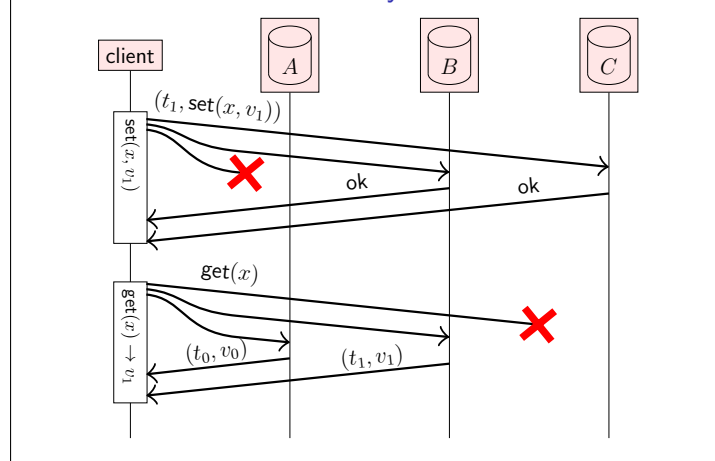 client
A
B
C
(t₁, set(x, v₁))
set(x, v₁)
ok
ok
get(x)
get(x) → v₁
(t₀, v₀)
(t₁, v₁)